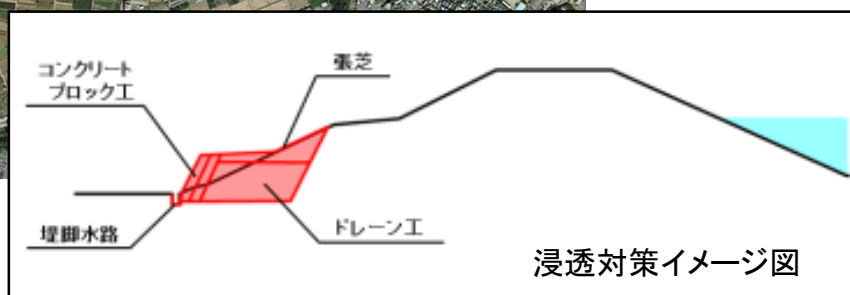 コンクリート
ブロック工
張芝
堤脚水路
ドレーン工
浸透対策イメージ図